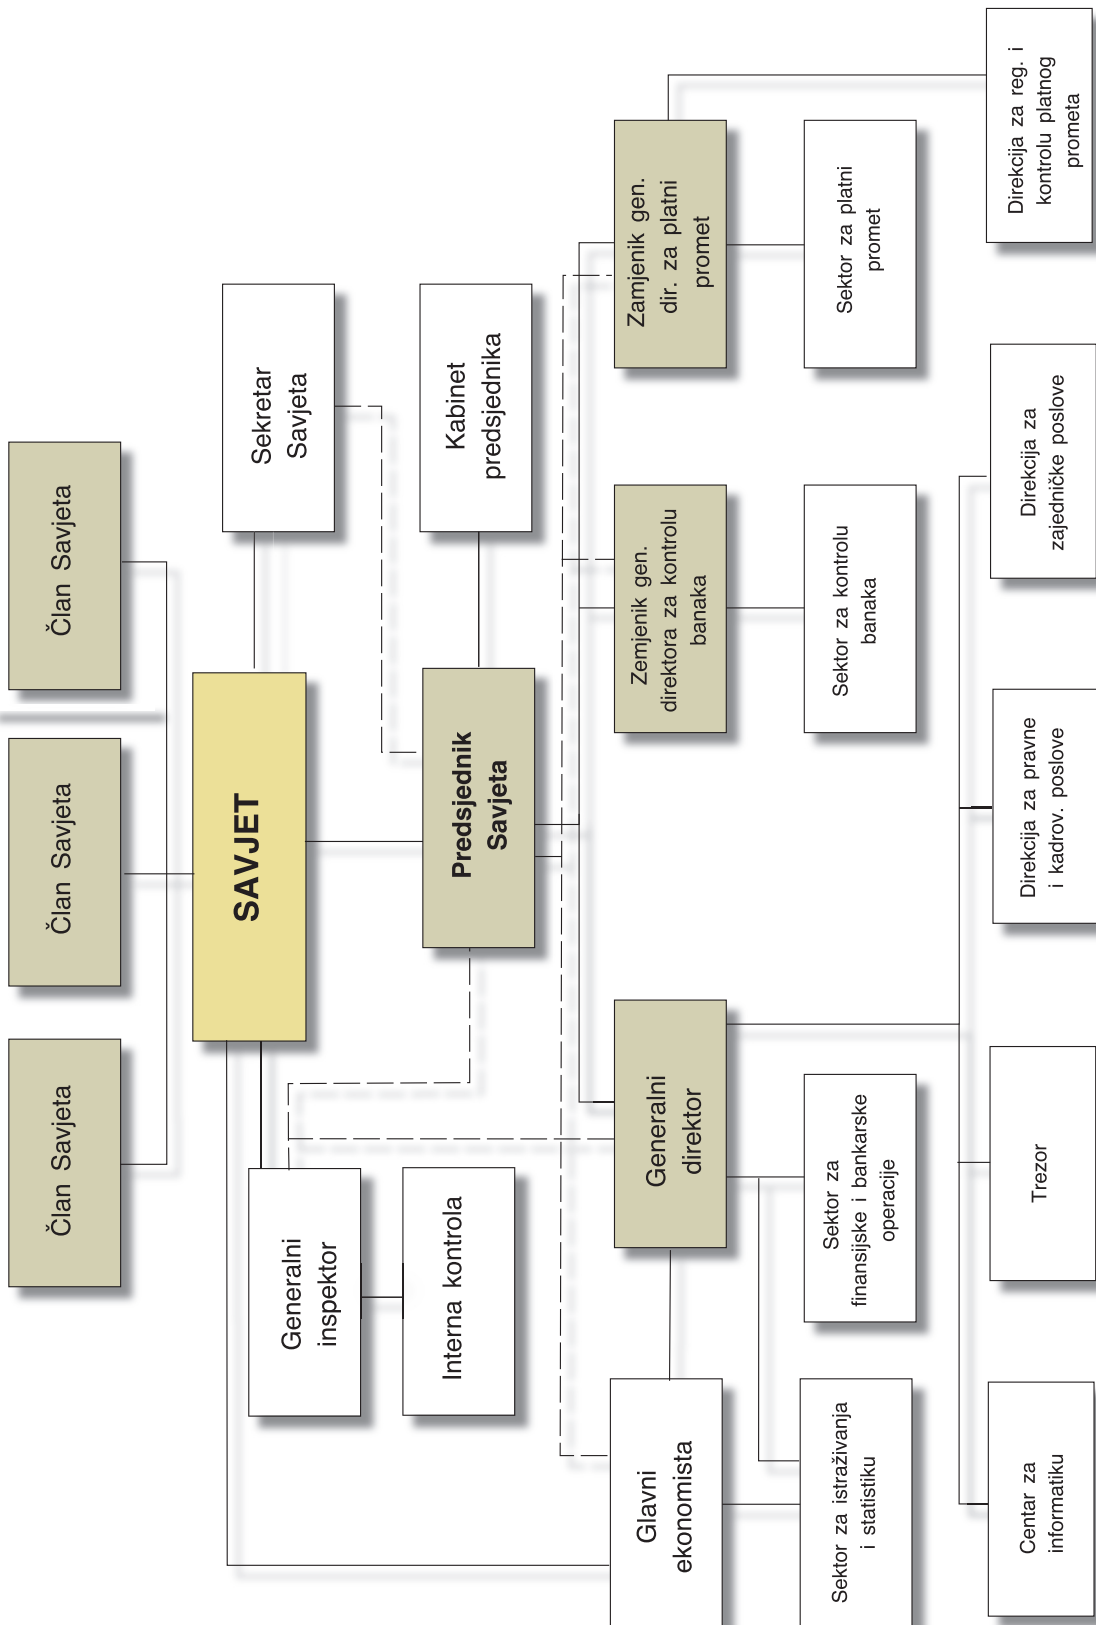 Član Savjeta
Član Savjeta
Član Savjeta
SAVJET
Sekretar
Savjeta
Generalni
inspektor
Interna kontrola
Predsjednik
Savjeta
Kabinet
predsjednika
Glavni
ekonomista
Generalni
direktor
Zemjenik gen.
direktora za kontrolu
banaka
Zamjenik gen.
dir. za platni
promet
Sektor za istraživanja
i statistiku
Sektor za
finansijske i bankarske
operacije
Sektor za kontrolu
banaka
Sektor za platni
promet
Centar za
informatiku
Trezor
Direkcija za pravne
i kadrov. poslove
Direkcija za
zajedničke poslove
Direkcija za reg. i
kontrolu platnog
prometa